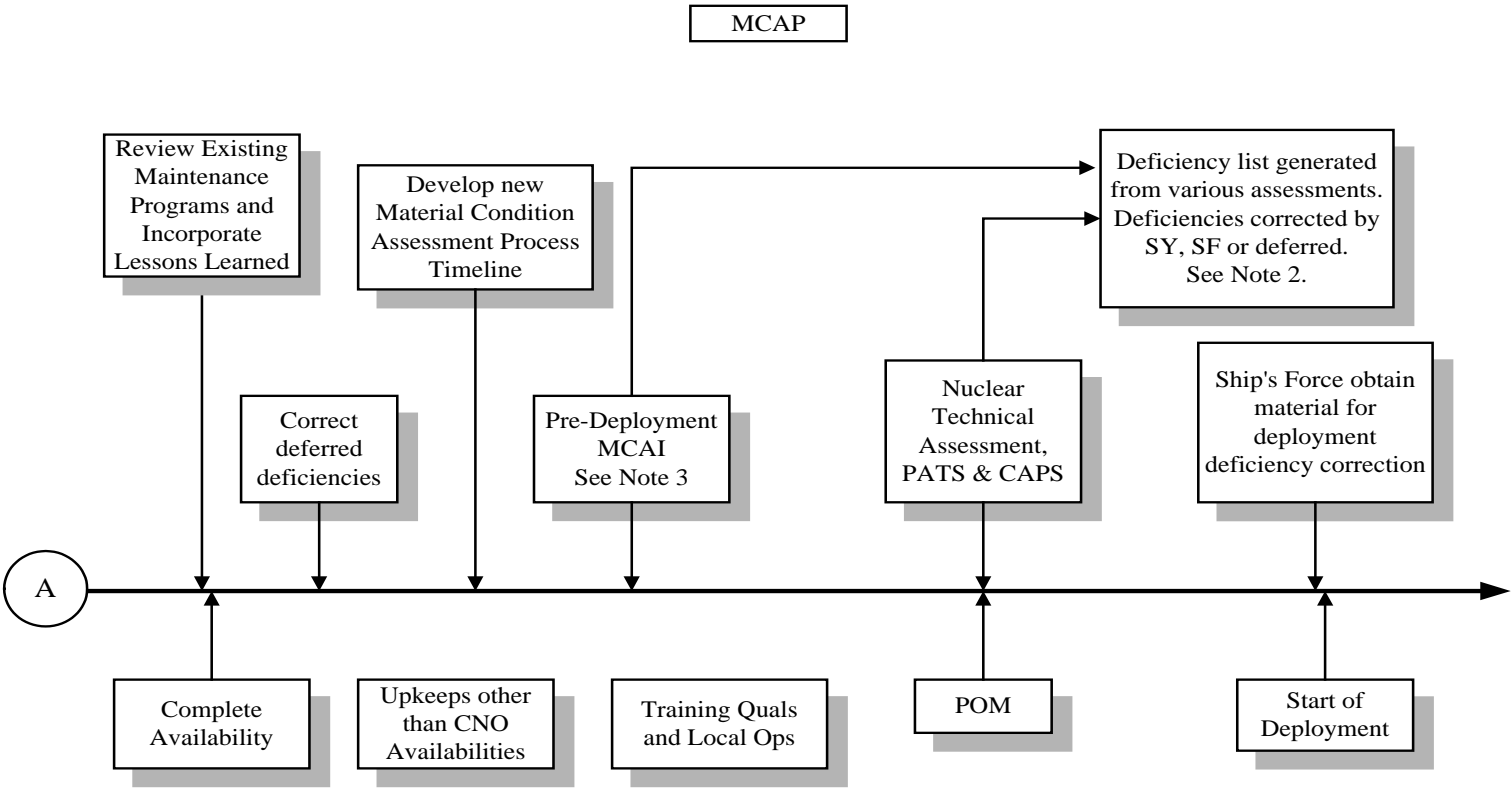 MCAP
Review Existing
Maintenance
Programs and
Incorporate
Lessons Learned
Develop new
Material Condition
Assessment Process
Timeline
Deficiency list generated
from various assessments.
Deficiencies corrected by
SY, SF or deferred.
See Note 2.
Correct
deferred
deficiencies
Pre-Deployment
MCAI
See Note 3
Nuclear
Technical
Assessment,
PATS & CAPS
Ship's Force obtain
material for
deployment
deficiency correction
A
Complete
Availability
Upkeeps other
than CNO
Availabilities
Training Quals
and Local Ops
POM
Start of
Deployment